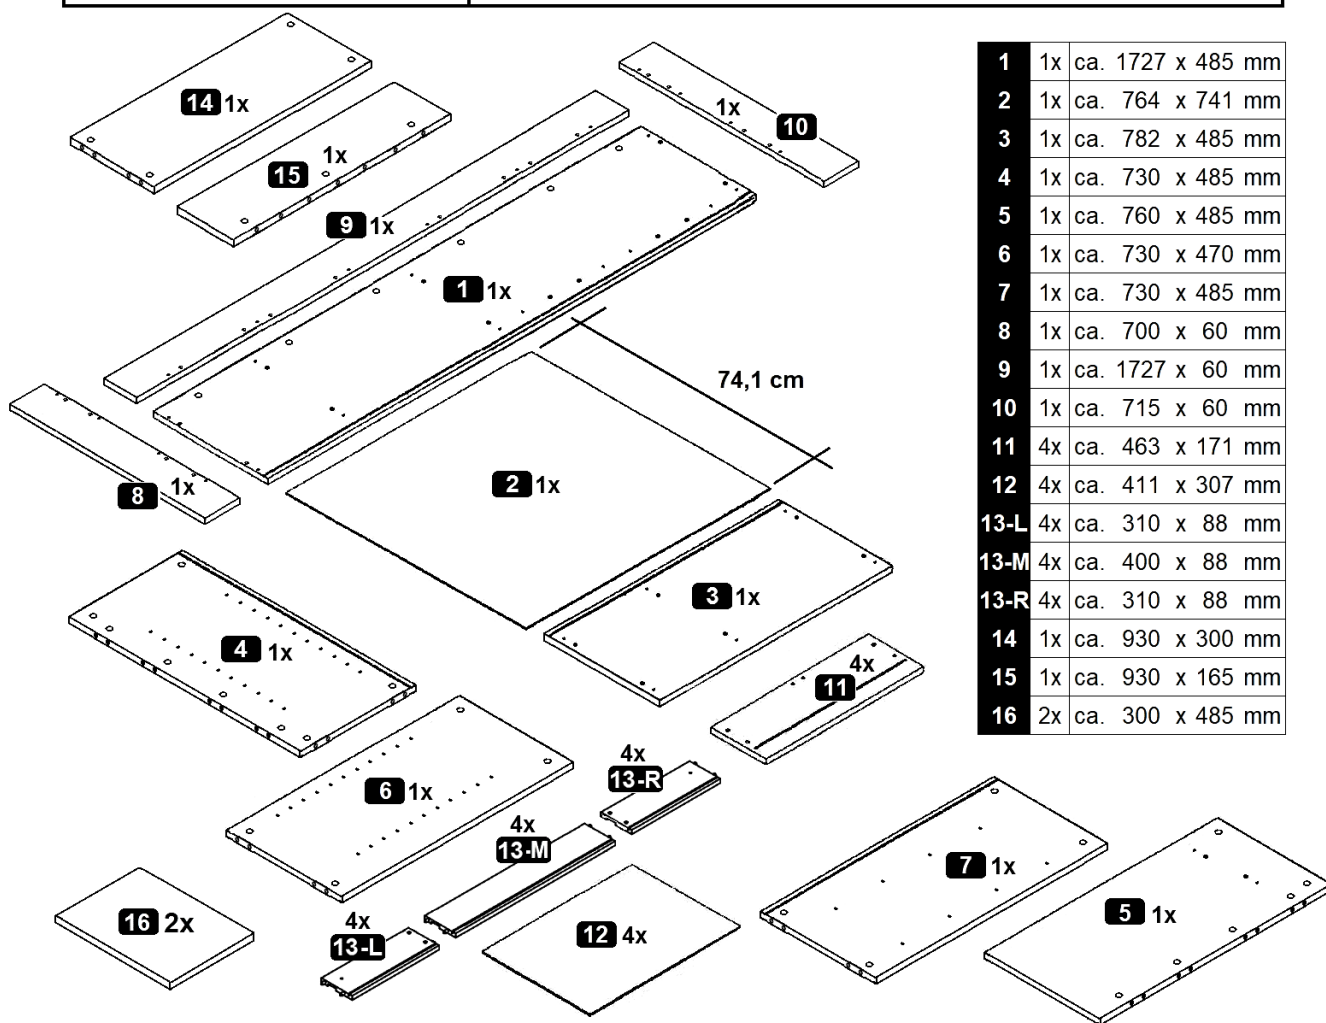 14 1x
15 1x
1x 10
9 1x
1 1x
74,1 cm
2 1x
8 1x
3 1x
4 1x
4x
11
6 1x
4x
13-R
4x
13-M
7 1x
16 2x
4x
13-L
12 4x
5 1x
1 1x ca. 1727 x 485 mm
2 1x ca. 764 x 741 mm
3 1x ca. 782 x 485 mm
4 1x ca. 730 x 485 mm
5 1x ca. 760 x 485 mm
6 1x ca. 730 x 470 mm
7 1x ca. 730 x 485 mm
8 1x ca. 700 x 60 mm
9 1x ca. 1727 x 60 mm
10 1x ca. 715 x 60 mm
11 4x ca. 463 x 171 mm
12 4x ca. 411 x 307 mm
13-L 4x ca. 310 x 88 mm
13-M 4x ca. 400 x 88 mm
13-R 4x ca. 310 x 88 mm
14 1x ca. 930 x 300 mm
15 1x ca. 930 x 165 mm
16 2x ca. 300 x 485 mm